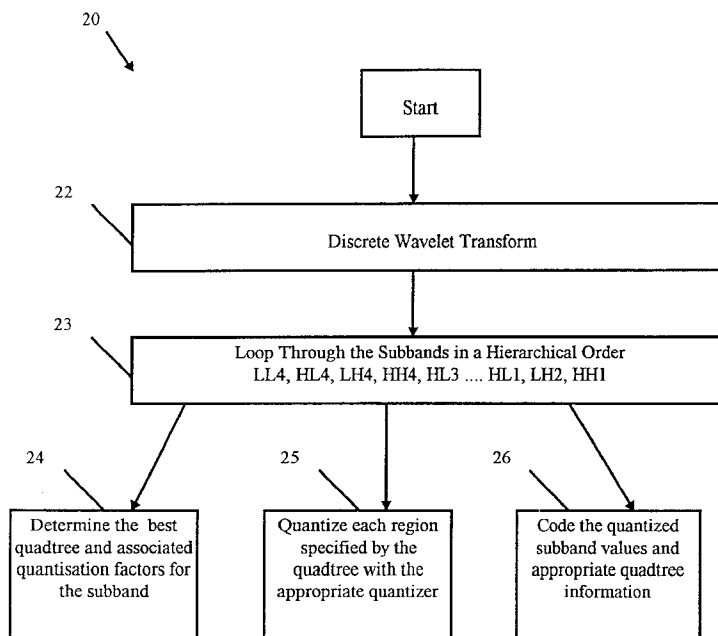 20
Start
22
Discrete Wavelet Transform
23
Loop Through the Subbands in a Hierarchical Order
LL4, HL4, LH4, HH4, HL3 .... HL1, LH2, HH1
24
Determine the best
quadtree and associated
quantisation factors for
the subband
25
Quantize each region
specified by the
quadtree with the
appropriate quantizer
26
Code the quantized
subband values and
appropriate quadtree
information